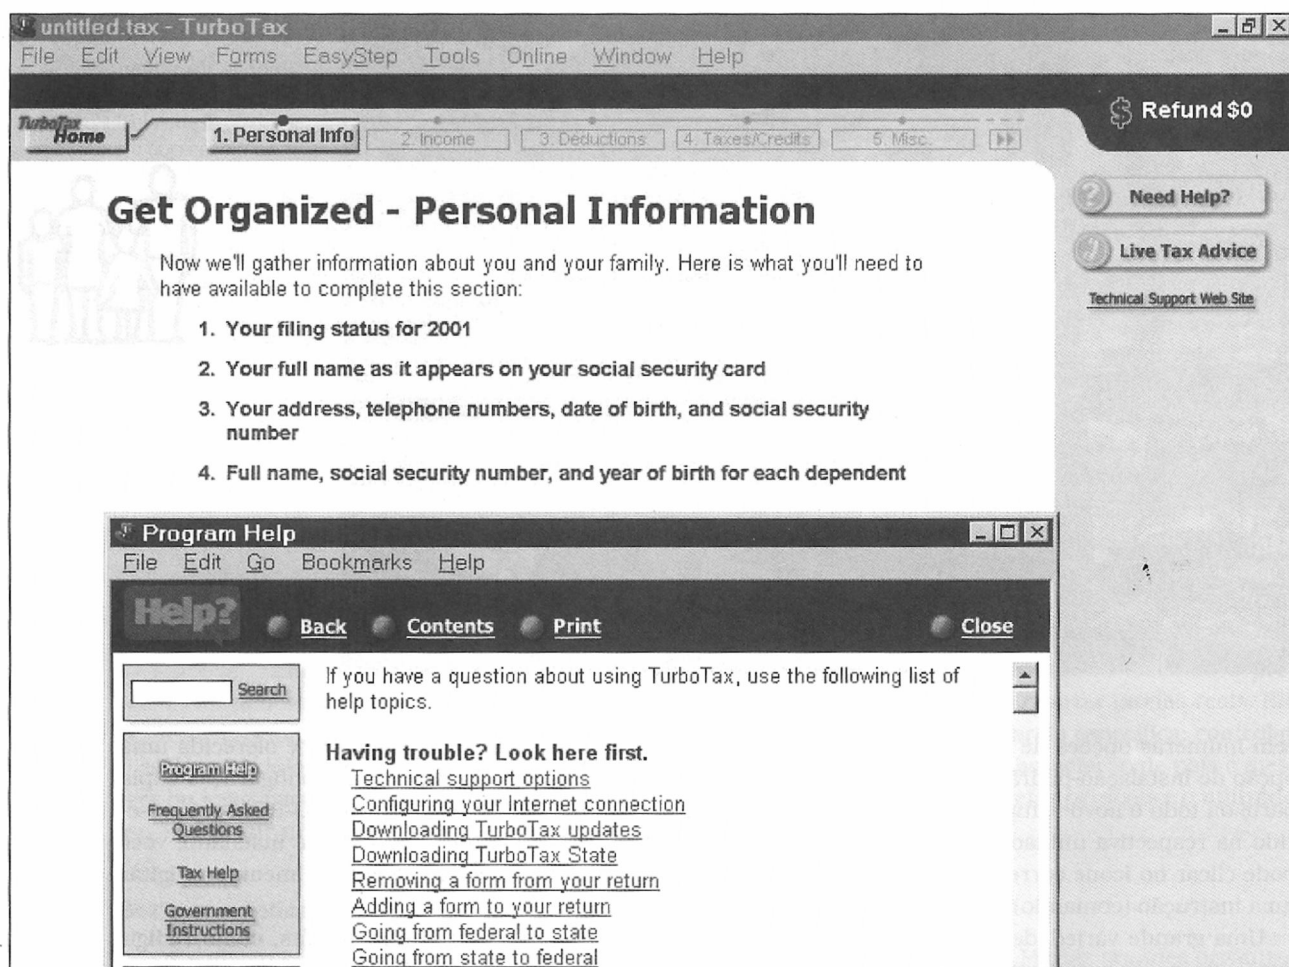 untitled.tax - TurboTax
File Edit View Forms EasyStep Tools Online Window Help
Refund $0
TurboTax
Home
1. Personal Info
2. Income
3. Deductions
4. Taxes/Credits
5. Misc.
Get Organized - Personal Information
Now we'll gather information about you and your family. Here is what you'll need to
have available to complete this section:
1. Your filing status for 2001
2. Your full name as it appears on your social security card
3. Your address, telephone numbers, date of birth, and social security
number
4. Full name, social security number, and year of birth for each dependent
Need Help?
Live Tax Advice
Technical Support Web Site
Program Help
File Edit Go Bookmarks Help
Help?
Back Contents Print Close
Search
Program Help
Frequently Asked
Questions
Tax Help
Government
Instructions
If you have a question about using TurboTax, use the following list of
help topics.
Having trouble? Look here first.
Technical support options
Configuring your Internet connection
Downloading TurboTax updates
Downloading TurboTax State
Removing a form from your return
Adding a form to your return
Going from federal to state
Going from state to federal